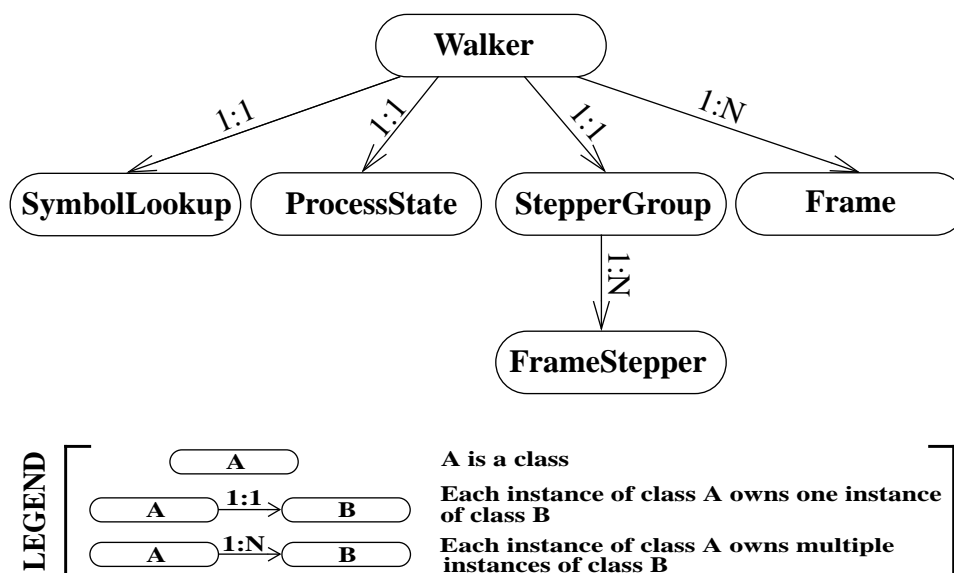 Walker
1:1
1:1
1:1
1:N
SymbolLookup
ProcessState
StepperGroup
Frame
1:N
FrameStepper
LEGEND
A
A is a class
A
1:1
B
Each instance of class A owns one instance
of class B
A
1:N
B
Each instance of class A owns multiple
instances of class B